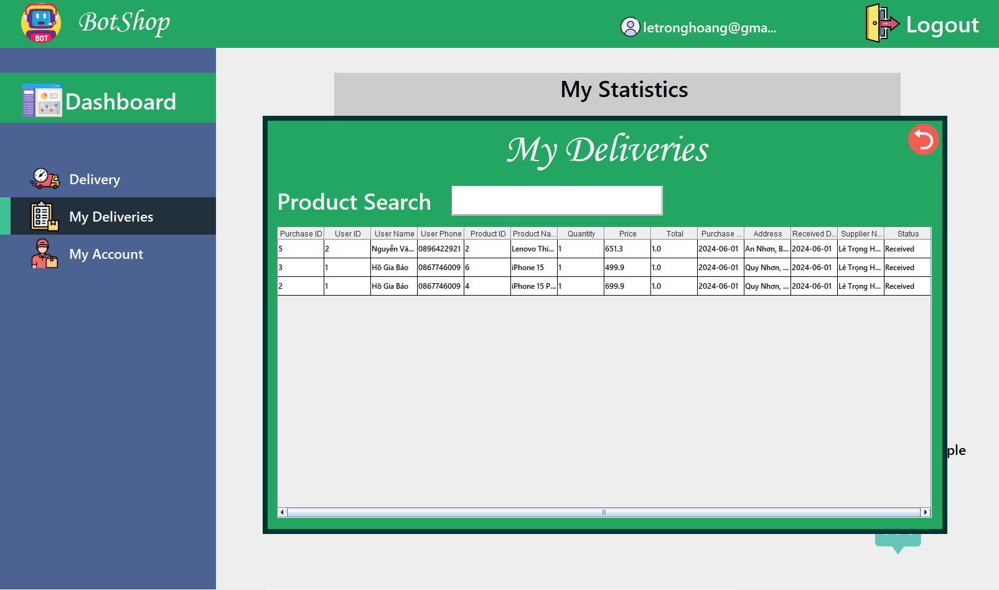 BOT
BotShop
letronghoang@gma...
Logout
Dashboard
My Statistics
Delivery
My Deliveries
My Account
My Deliveries
Product Search
Purchase ID User ID User Name User Phone Product ID Product Na... Quantity Price Total Purchase ... Address Received D... Supplier N... Status
5 2 Nguyễn Vă... 0896422921 2 Lenovo Thi... 1 651.3 1.0 2024-06-01 An Nhơn, B... 2024-06-01 Lê Trọng H... Received
3 1 Hồ Gia Bảo 0867746009 6 iPhone 15 1 499.9 1.0 2024-06-01 Quy Nhơn, ... 2024-06-01 Lê Trọng H... Received
2 1 Hồ Gia Bảo 0867746009 4 iPhone 15 P... 1 699.9 1.0 2024-06-01 Quy Nhơn, ... 2024-06-01 Lê Trọng H... Received
ple